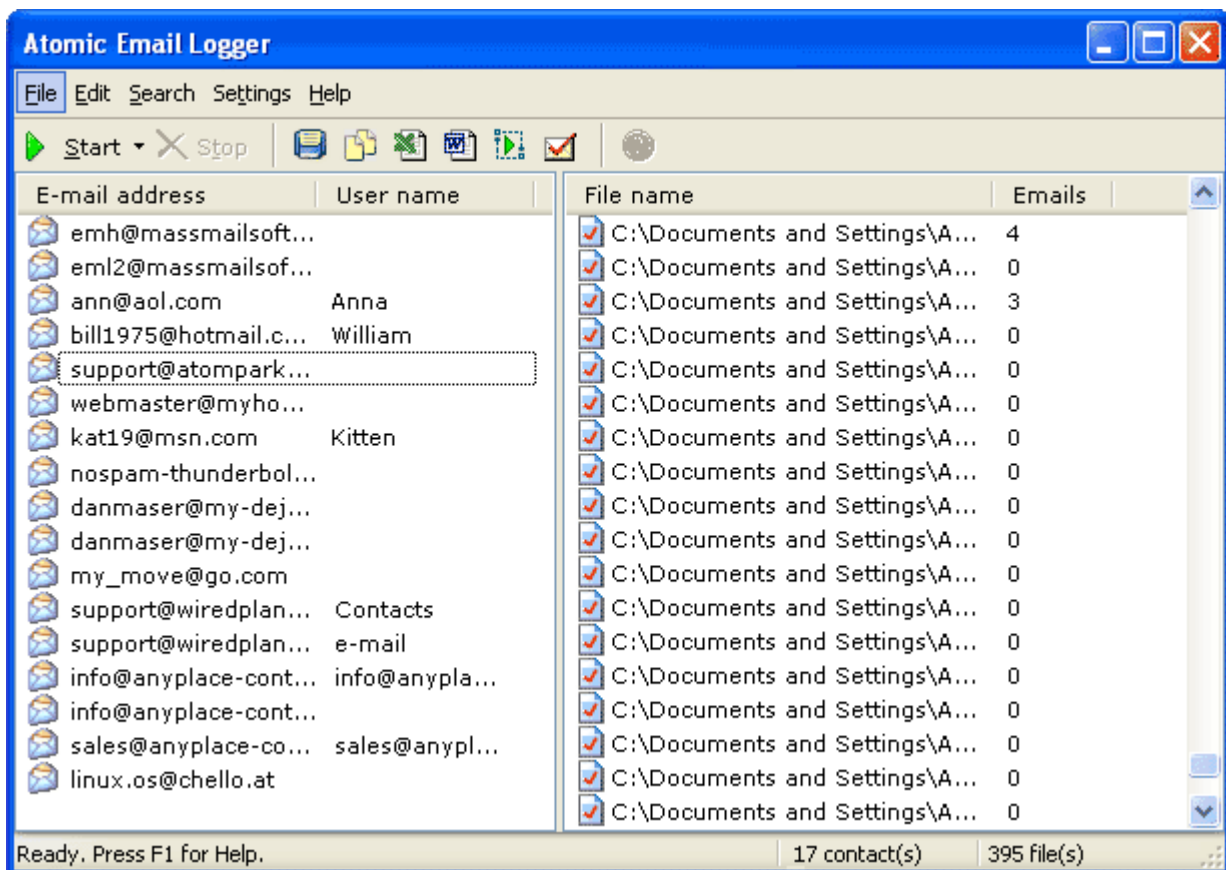 Atomic Email Logger
File Edit Search Settings Help
Start Stop
E-mail address User name File name Emails
emh@massmailsoft... C:\Documents and Settings\A... 4
eml2@massmailsof... C:\Documents and Settings\A... 0
ann@aol.com Anna C:\Documents and Settings\A... 3
bill1975@hotmail.c... William C:\Documents and Settings\A... 0
support@atompark... C:\Documents and Settings\A... 0
webmaster@myho... C:\Documents and Settings\A... 0
kat19@msn.com Kitten C:\Documents and Settings\A... 0
nospam-thunderbol... C:\Documents and Settings\A... 0
danmaser@my-dej... C:\Documents and Settings\A... 0
danmaser@my-dej... C:\Documents and Settings\A... 0
my_move@go.com C:\Documents and Settings\A... 0
support@wiredplan... Contacts C:\Documents and Settings\A... 0
support@wiredplan... e-mail C:\Documents and Settings\A... 0
info@anyplace-cont... info@anypla... C:\Documents and Settings\A... 0
info@anyplace-cont... C:\Documents and Settings\A... 0
sales@anyplace-co... sales@anypl... C:\Documents and Settings\A... 0
linux.os@chello.at C:\Documents and Settings\A... 0
C:\Documents and Settings\A... 0
Ready. Press F1 for Help. 17 contact(s) 395 file(s)